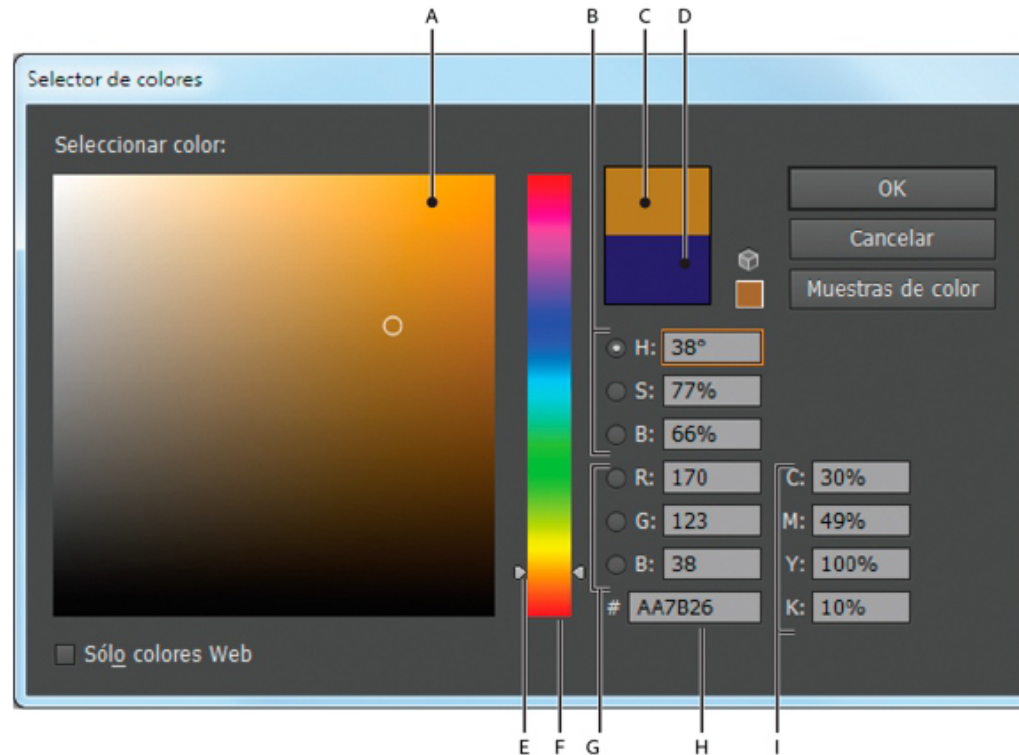 A B C D
Selector de colores
Seleccionar color:
OK
Cancelar
Muestras de color
H: 38°
S: 77%
B: 66%
R: 170 C: 30%
G: 123 M: 49%
B: 38 Y: 100%
# AA7B26 K: 10%
Sólo colores Web
E F G H I